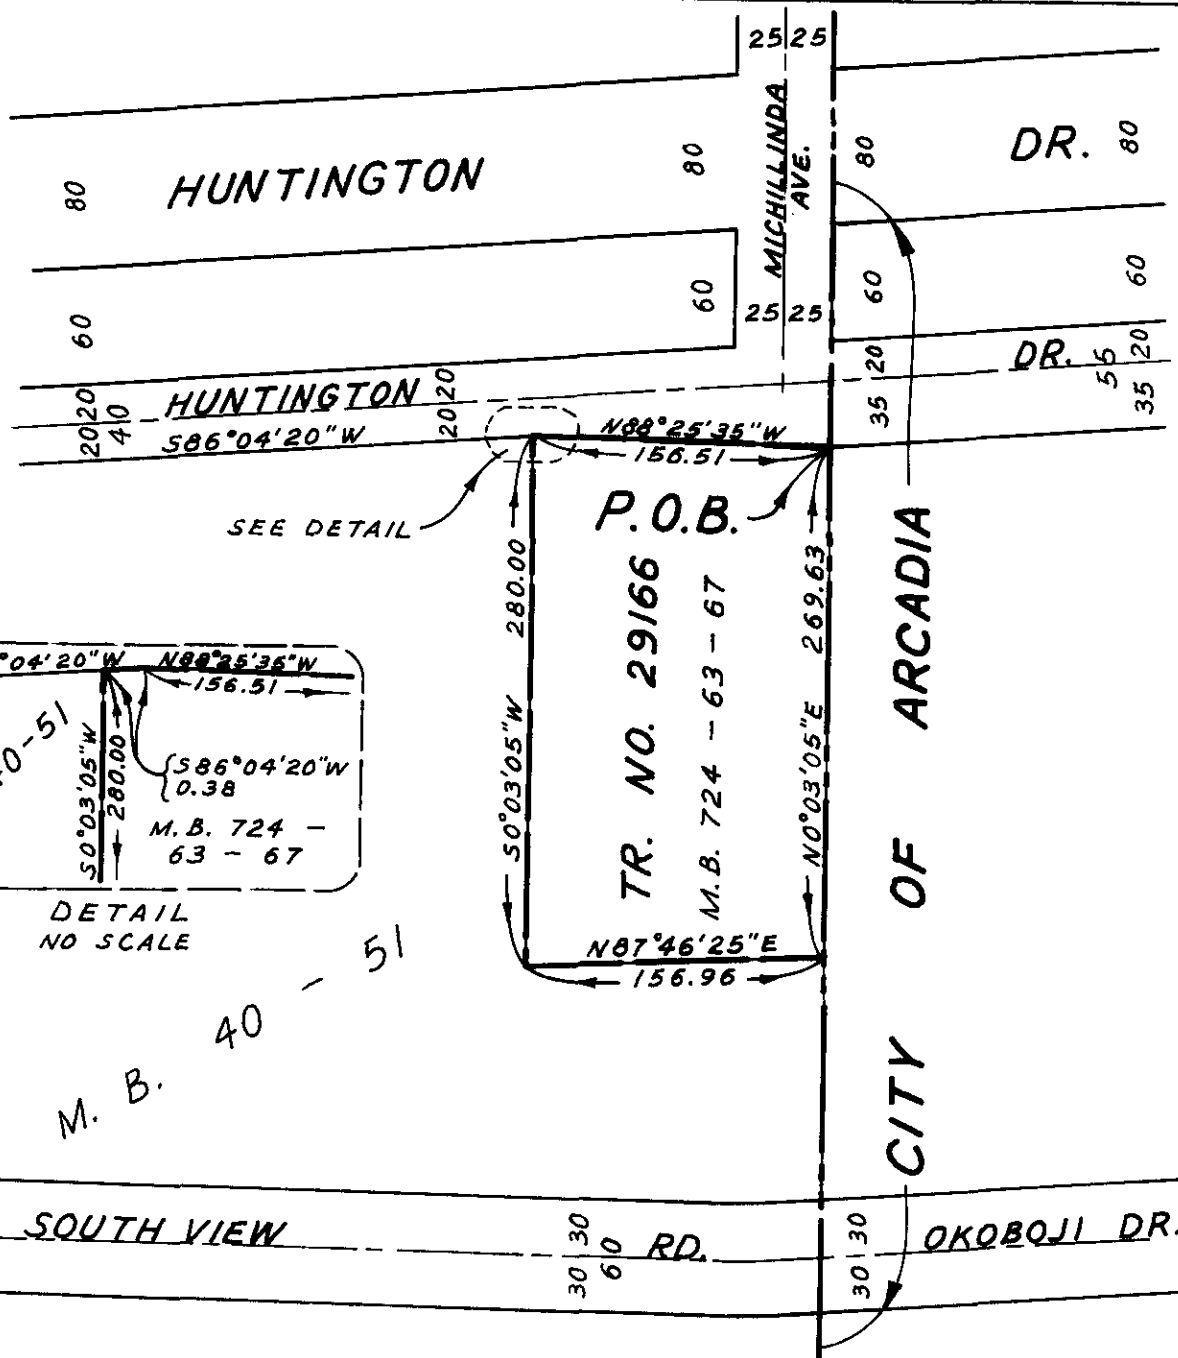 25 25
MICHILLINDA
AVE.
HUNTINGTON
DR.
80
80
80
80
60
60
60
60
25 25
HUNTINGTON
DR.
20 20
40
20 20
20 20
35 20
55
35 20
S86°04'20"W
N88°25'35"W
156.51
P.O.B.
SEE DETAIL
280.00
S0°03'05"W
TR. NO. 29166
M.B. 724 - 63 - 67
269.63
N0°03'05"E
CITY OF ARCADIA
N87°46'25"E
156.96
°04'20"W
N88°25'35"W
156.51
0-51
S0°03'05"W
280.00
S86°04'20"W
0.38
M.B. 724 -
63 - 67
DETAIL
NO SCALE
M. B. 40 - 51
SOUTH VIEW RD.
30 30
60
30 30
OKOBOJI DR.